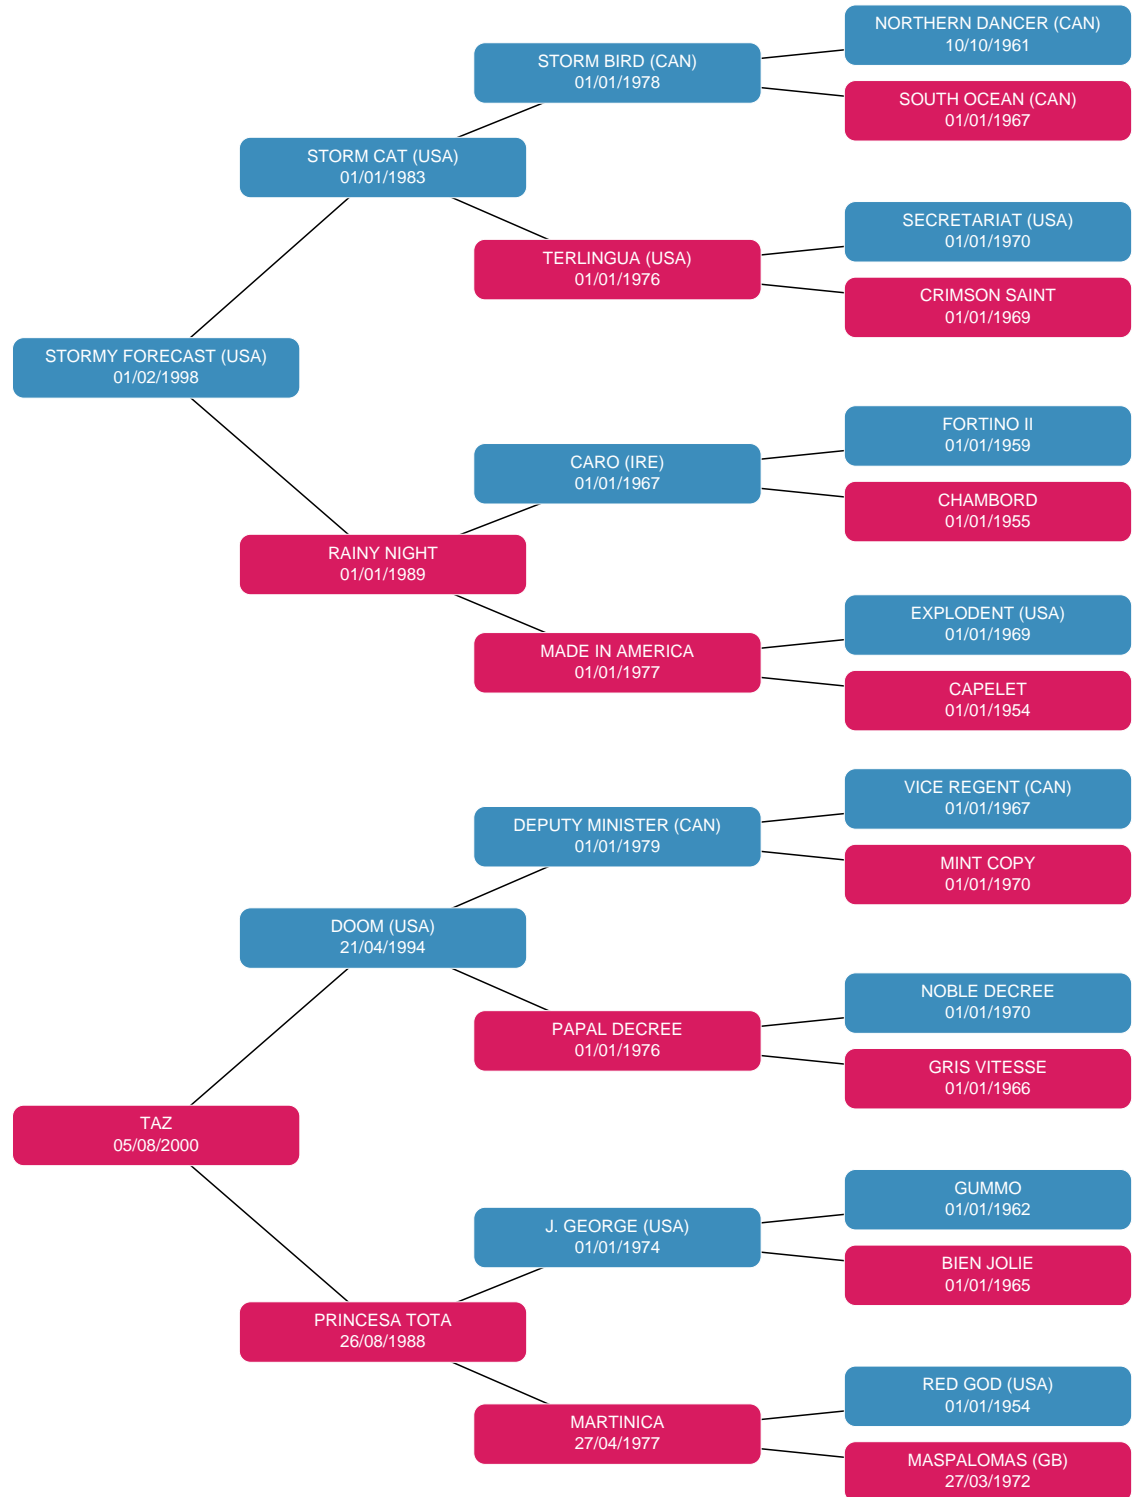 NORTHERN DANCER (CAN)
10/10/1961
STORM BIRD (CAN)
01/01/1978
SOUTH OCEAN (CAN)
01/01/1967
STORM CAT (USA)
01/01/1983
SECRETARIAT (USA)
01/01/1970
TERLINGUA (USA)
01/01/1976
CRIMSON SAINT
01/01/1969
STORMY FORECAST (USA)
01/02/1998
FORTINO II
01/01/1959
CARO (IRE)
01/01/1967
CHAMBORD
01/01/1955
RAINY NIGHT
01/01/1989
EXPLODENT (USA)
01/01/1969
MADE IN AMERICA
01/01/1977
CAPELET
01/01/1954
VICE REGENT (CAN)
01/01/1967
DEPUTY MINISTER (CAN)
01/01/1979
MINT COPY
01/01/1970
DOOM (USA)
21/04/1994
NOBLE DECREE
01/01/1970
PAPAL DECREE
01/01/1976
GRIS VITESSE
01/01/1966
TAZ
05/08/2000
GUMMO
01/01/1962
J. GEORGE (USA)
01/01/1974
BIEN JOLIE
01/01/1965
PRINCESA TOTA
26/08/1988
RED GOD (USA)
01/01/1954
MARTINICA
27/04/1977
MASPALOMAS (GB)
27/03/1972